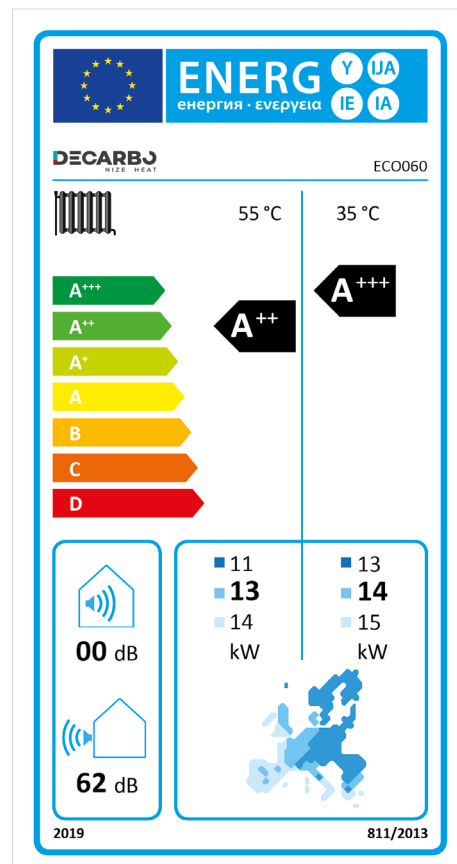 ENERG Y IJA
енергия · ενεργεια IE IA
DECARBO
NIZE HEAT
ECO060
55 °C 35 °C
A+++
A+++
A++
A++
A+
A
B
C
D
11 13
13 14
14 15
kW kW
00 dB
62 dB
2019 811/2013